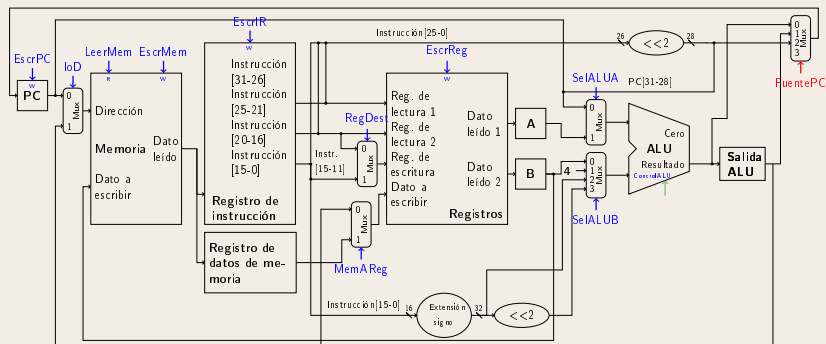 EscrPC
W
PC
IoD
0
Mux
1
LeerMem
R
EscrMem
W
Dirección
Memoria
Dato
leído
Dato a
escribir
EscrIR
W
Instrucción
[31-26]
Instrucción
[25-21]
Instrucción
[20-16]
Instrucción
[15-0]
Registro de
instrucción
Registro de
datos de me-
moria
Instrucción[25-0]
Instr.
[15-11]
RegDest
0
Mux
1
0
Mux
1
MemAReg
EscrReg
W
Reg. de
lectura 1
Reg. de
lectura 2
Reg. de
escritura
Dato a
escribir
Dato
leído 1
Dato
leído 2
Registros
A
B
4
SelALUA
0
Mux
1
0
1
2
3
Mux
SelALUB
26
<<2
28
PC[31-28]
Cero
ALU
Resultado
ControlALU
Salida
ALU
0
1
2
3
Mux
FuentePC
Instrucción[15-0]
16
Extensión
signo
32
<<2